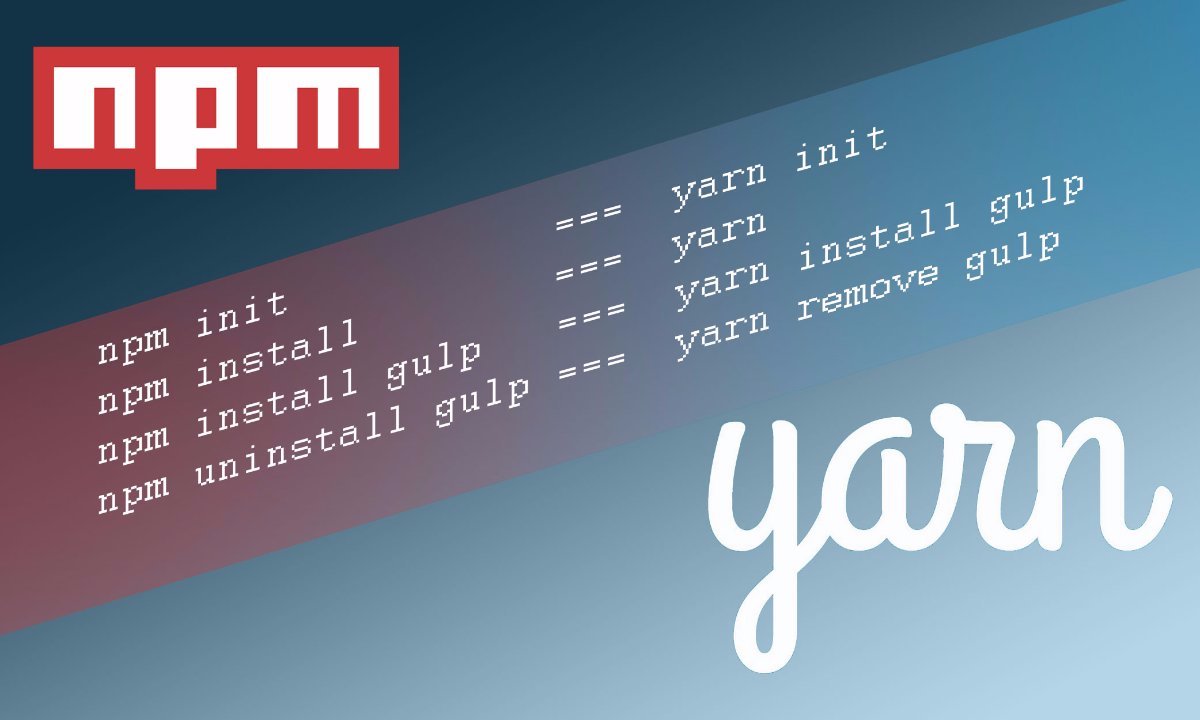 npm
npm init === yarn init
npm install === yarn
npm install gulp === yarn install gulp
npm uninstall gulp === yarn remove gulp
yarn